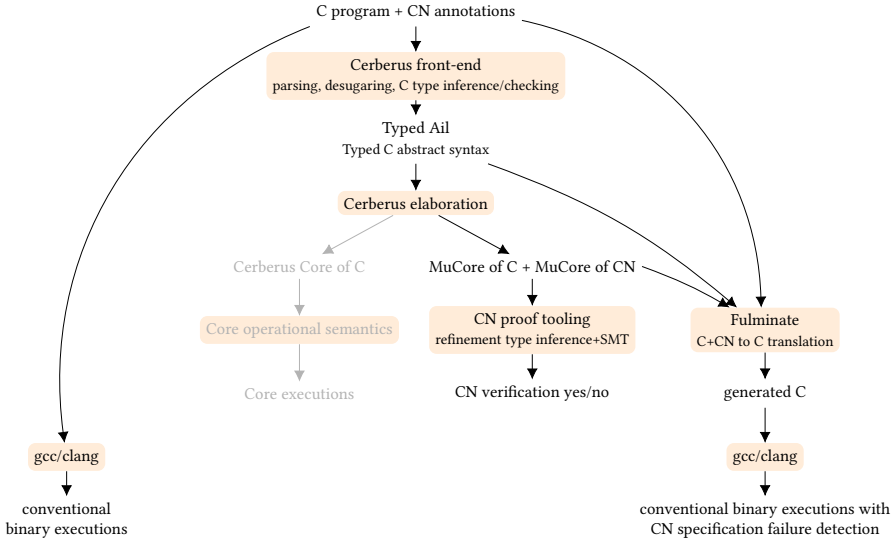 C program + CN annotations
Cerberus front-end
parsing, desugaring, C type inference/checking
Typed Ail
Typed C abstract syntax
Cerberus elaboration
Cerberus Core of C
MuCore of C + MuCore of CN
Core operational semantics
CN proof tooling
refinement type inference+SMT
Fulminate
C+CN to C translation
Core executions
CN verification yes/no
generated C
gcc/clang
gcc/clang
conventional
binary executions
conventional binary executions with
CN specification failure detection